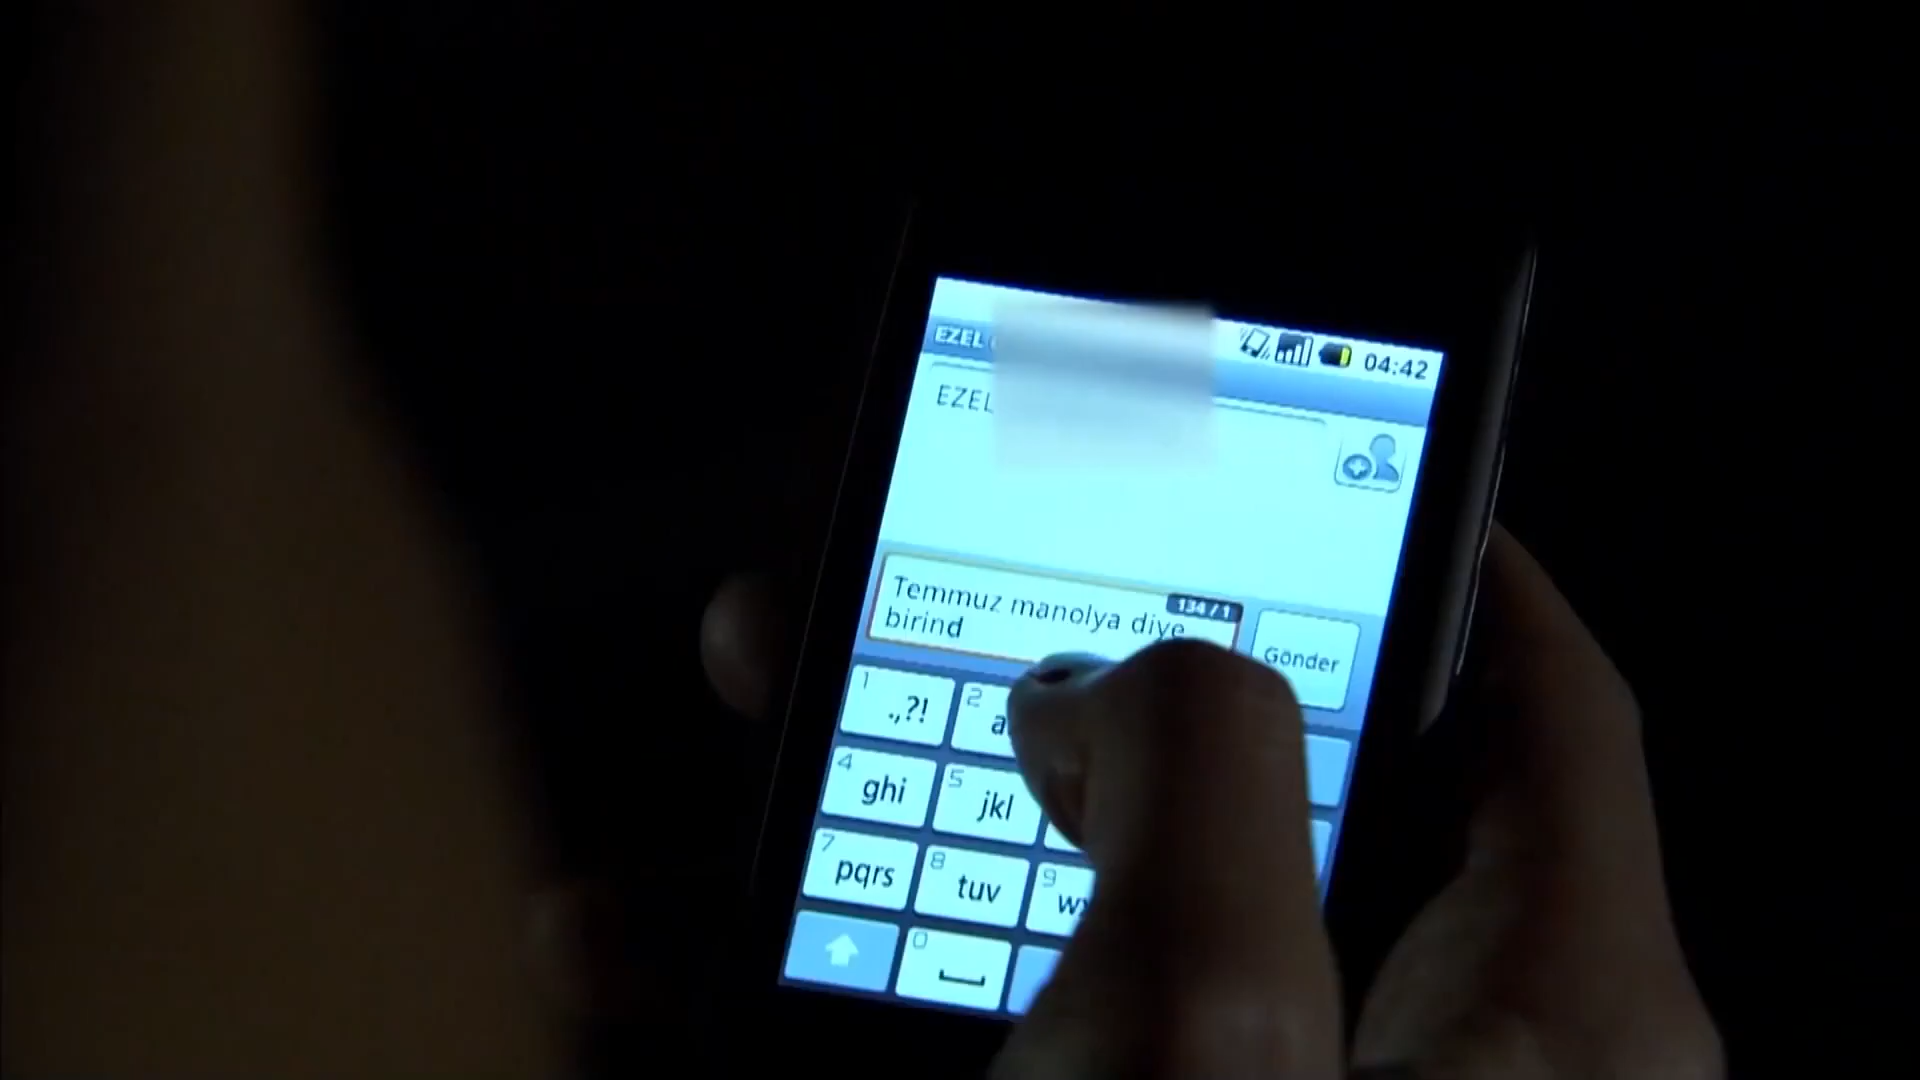 04:42
EZEL
EZEL
134 / 1
Temmuz manolya diye
birind
Gönder
1 .,?!
2
4 ghi
5 jkl
7 pqrs
8 tuv
9
0